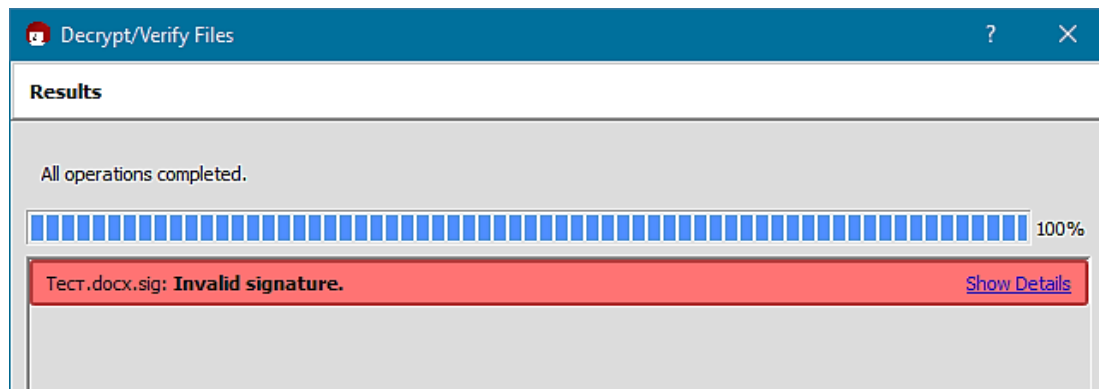 Decrypt/Verify Files
Results
All operations completed.
100%
Тест.docx.sig: Invalid signature. Show Details